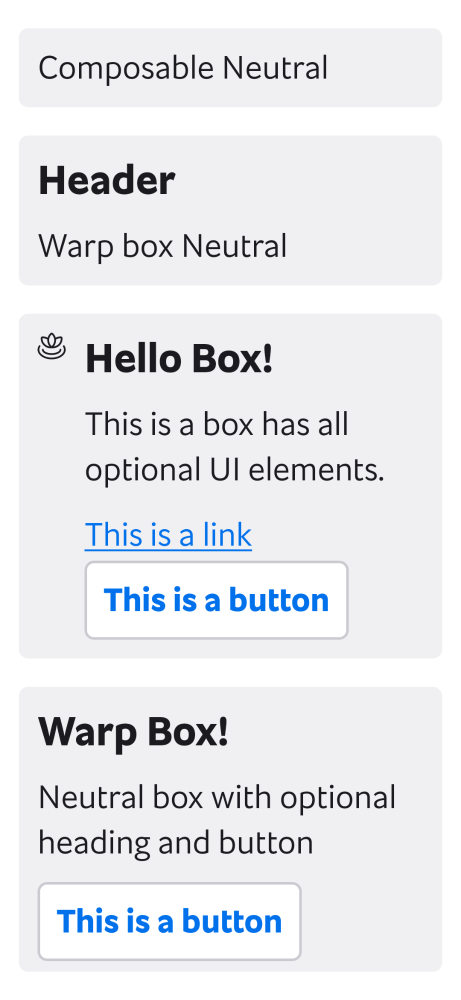 Composable Neutral
Header
Warp box Neutral
Hello Box!
This is a box has all
optional UI elements.
This is a link
This is a button
Warp Box!
Neutral box with optional
heading and button
This is a button